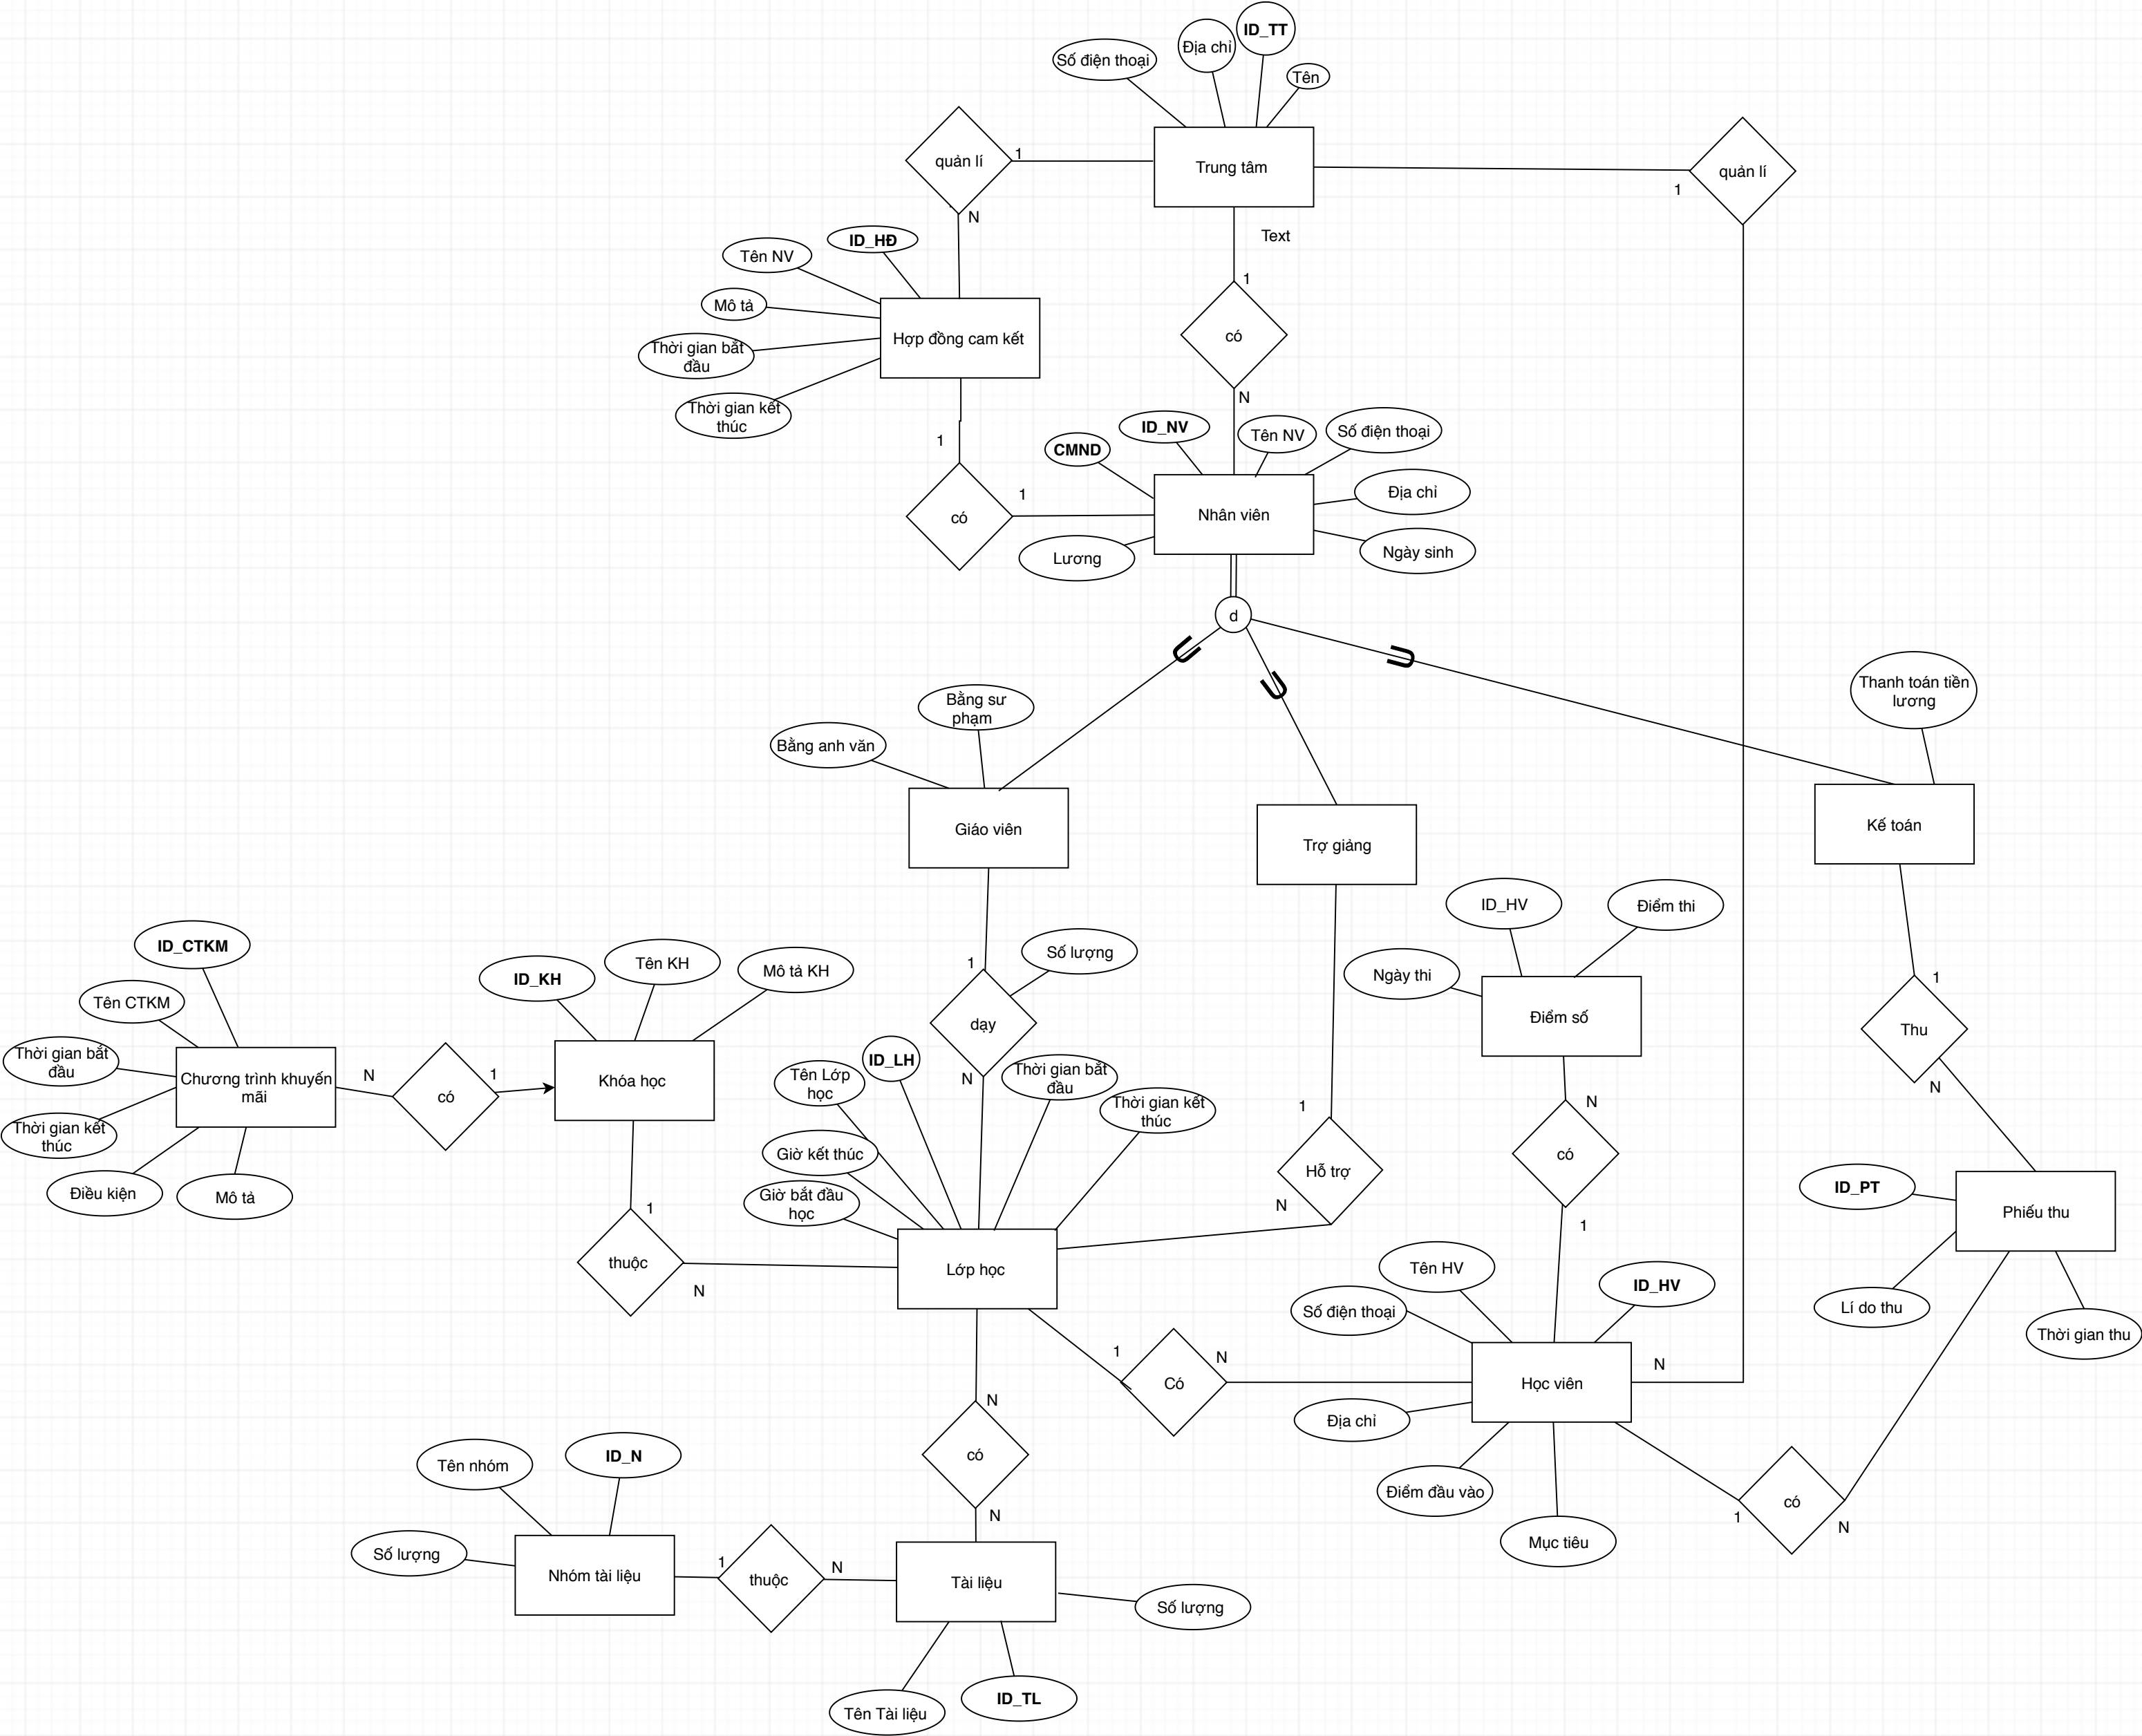 ID_TT
Địa chỉ
Số điện thoại
Tên
quản lí
1
Trung tâm
quản lí
1
N
Text
ID_HĐ
Tên NV
1
Mô tả
Hợp đồng cam kết
có
Thời gian bắt
đầu
N
Thời gian kết
thúc
ID_NV
Tên NV
Số điện thoại
1
CMND
1
Địa chỉ
có
Nhân viên
Lương
Ngày sinh
d
Thanh toán tiền
lương
Bằng sư
phạm
Bằng anh văn
Giáo viên
Trợ giảng
Kế toán
ID_HV
Điểm thi
ID_CTKM
Tên KH
Số lượng
1
Mô tả KH
ID_KH
Ngày thi
1
Tên CTKM
dạy
Điểm số
Thu
Thời gian bắt
đầu
ID_LH
Tên Lớp
học
Thời gian bắt
đầu
N
1
Khóa học
N
N
Chương trình khuyến
mãi
có
Thời gian kết
thúc
1
N
Thời gian kết
thúc
Giờ kết thúc
có
Hỗ trợ
Điều kiện
Mô tả
Giờ bắt đầu
học
1
N
1
ID_PT
Phiếu thu
thuộc
N
Lớp học
Tên HV
ID_HV
Số điện thoại
Lí do thu
Thời gian thu
1
N
Có
Học viên
N
N
Địa chỉ
có
Tên nhóm
ID_N
Điểm đầu vào
có
N
1
N
Mục tiêu
Số lượng
1
N
Nhóm tài liệu
thuộc
Tài liệu
Số lượng
Tên Tài liệu
ID_TL